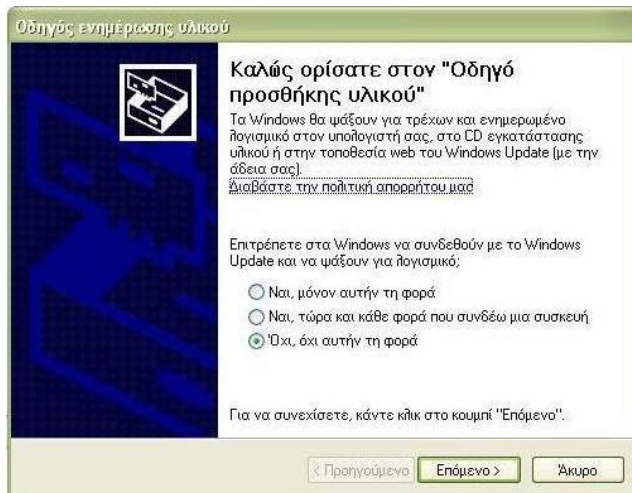 Οδηγός ενημέρωσης υλικού
Καλώς ορίσατε στον "Οδηγό
προσθήκης υλικού"
Τα Windows θα ψάξουν για τρέχων και ενημερωμένο
λογισμικό στον υπολογιστή σας, στο CD εγκατάστασης
υλικού ή στην τοποθεσία web του Windows Update (με την
άδεια σας).
Διαβάστε την πολιτική απορρήτου μας
Επιτρέπετε στα Windows να συνδεθούν με το Windows
Update και να ψάξουν για λογισμικό;
Ναι, μόνον αυτήν τη φορά
Ναι, τώρα και κάθε φορά που συνδέω μια συσκευή
Όχι, όχι αυτήν τη φορά
Για να συνεχίσετε, κάντε κλικ στο κουμπί "Επόμενο".
< Προηγούμενο Επόμενο > Άκυρο